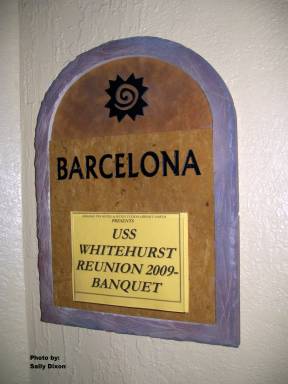 BARCELONA
PRESENTS
USS
WHITEHURST
REUNION 2009-
BANQUET
Photo by:
Sally Dixon